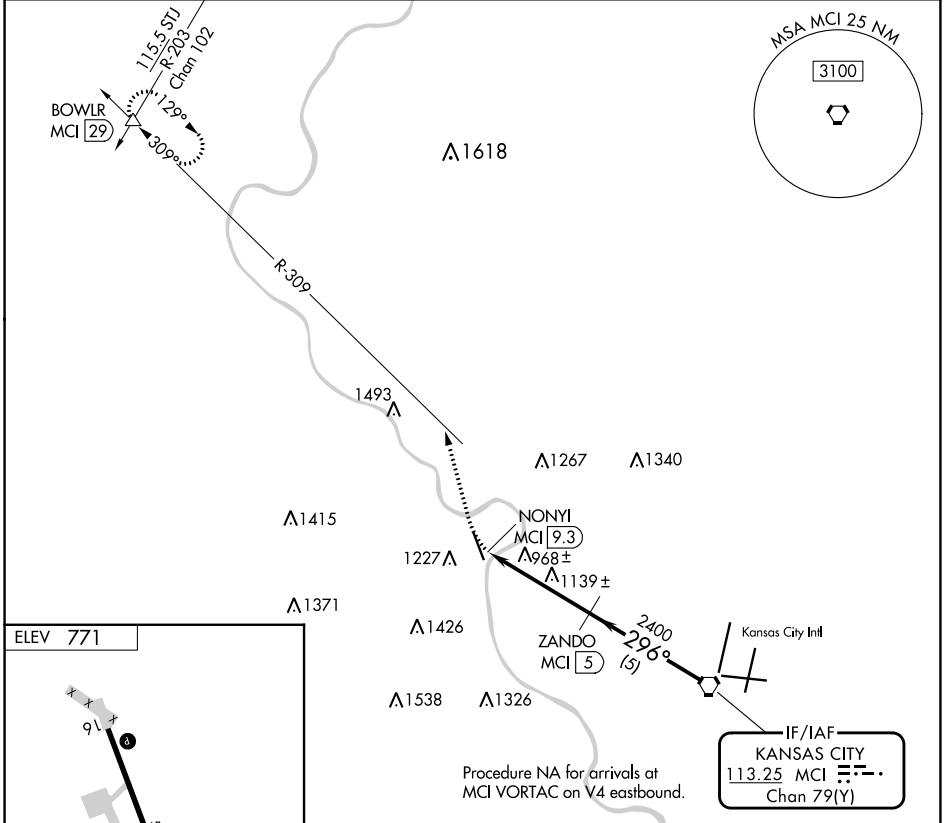 115.5 STJ
R-203
Chan 102
BOWLR
MCI 29
129°
309°
1618
MSA MCI 25 NM
3100
R-309
1493
1267
1340
1415
NONYI
MCI 9.3
1227
968 ±
1139 ±
1371
1426
ZANDO
MCI 5
2400
296°
(5)
Kansas City Intl
1538
1326
ELEV 771
16
P
Procedure NA for arrivals at
MCI VORTAC on V4 eastbound.
IF/IAF
KANSAS CITY
113.25 MCI
Chan 79(Y)